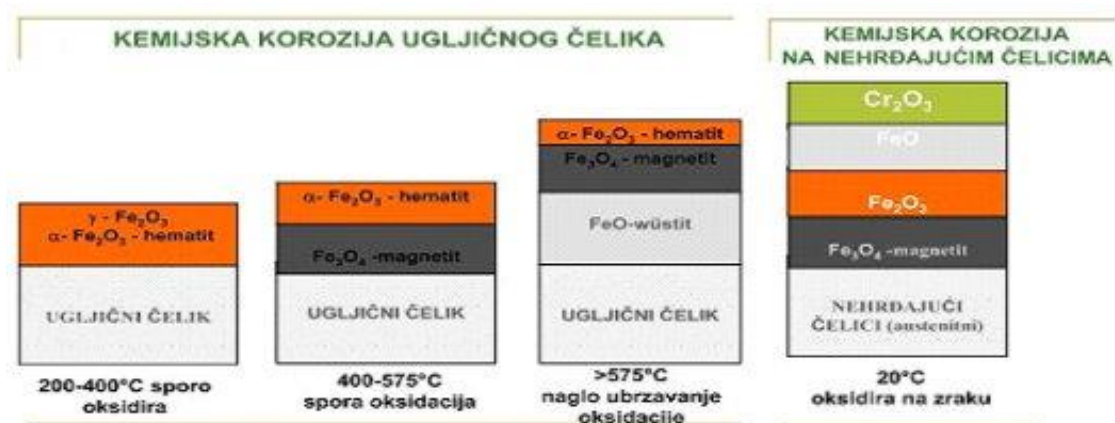 KEMIJSKA KOROZIJA UGLJIČNOG ČELIKA
γ - Fe₂O₃
α- Fe₂O₃ - hematit
UGLJIČNI ČELIK
200-400°C sporo
oksidira
α- Fe₂O₃ - hematit
Fe₃O₄ -magnetit
UGLJIČNI ČELIK
400-575°C
spora oksidacija
α- Fe₂O₃ - hematit
Fe₃O₄ -magnetit
FeO-wüstit
UGLJIČNI ČELIK
>575°C
naglo ubrzavanje
oksidacije
KEMIJSKA KOROZIJA
NA NEHRĐAJUĆIM ČELICIMA
Cr₂O₃
FeO
Fe₂O₃
Fe₃O₄ -magnetit
NEHRĐAJUĆI
ČELICI (austenitni)
20°C
oksidira na zraku